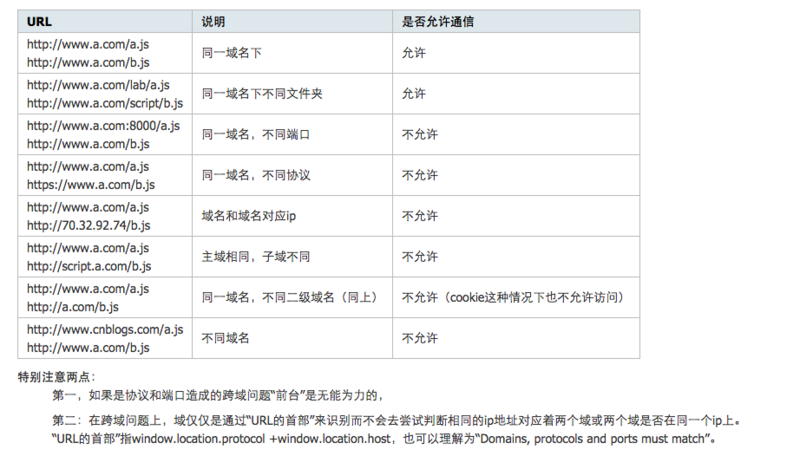 URL 说明 是否允许通信
http://www.a.com/a.js
http://www.a.com/b.js
同一域名下 允许
http://www.a.com/lab/a.js
http://www.a.com/script/b.js
同一域名下不同文件夹 允许
http://www.a.com:8000/a.js
http://www.a.com/b.js
同一域名，不同端口 不允许
http://www.a.com/a.js
https://www.a.com/b.js
同一域名，不同协议 不允许
http://www.a.com/a.js
http://70.32.92.74/b.js
域名和域名对应ip 不允许
http://www.a.com/a.js
http://script.a.com/b.js
主域相同，子域不同 不允许
http://www.a.com/a.js
http://a.com/b.js
同一域名，不同二级域名（同上） 不允许（cookie这种情况下也不允许访问）
http://www.cnblogs.com/a.js
http://www.a.com/b.js
不同域名 不允许
特别注意两点：
第一，如果是协议和端口造成的跨域问题“前台”是无能为力的，
第二：在跨域问题上，域仅仅是通过“URL的首部”来识别而不会去尝试判断相同的ip地址对应着两个域或两个域是否在同一个ip上。
“URL的首部”指window.location.protocol +window.location.host，也可以理解为“Domains, protocols and ports must match”。